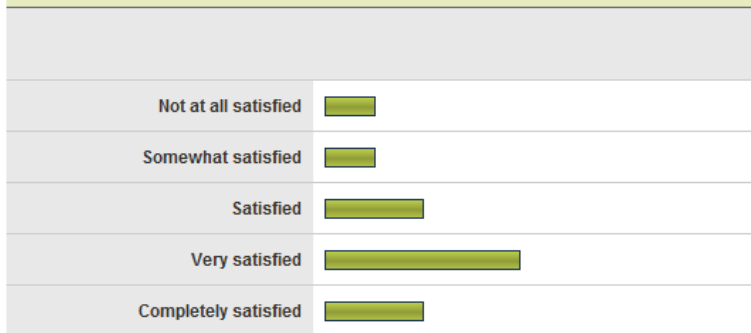 Not at all satisfied
Somewhat satisfied
Satisfied
Very satisfied
Completely satisfied